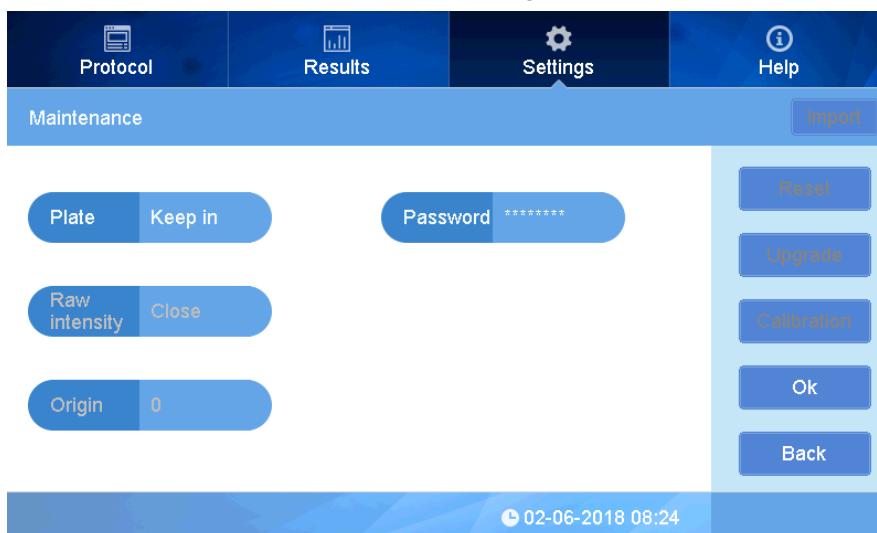 Protocol
Results
Settings
Help
Maintenance
Import
Plate
Keep in
Password
********
Reset
Upgrade
Raw
intensity
Close
Calibration
Origin
0
Ok
Back
02-06-2018 08:24